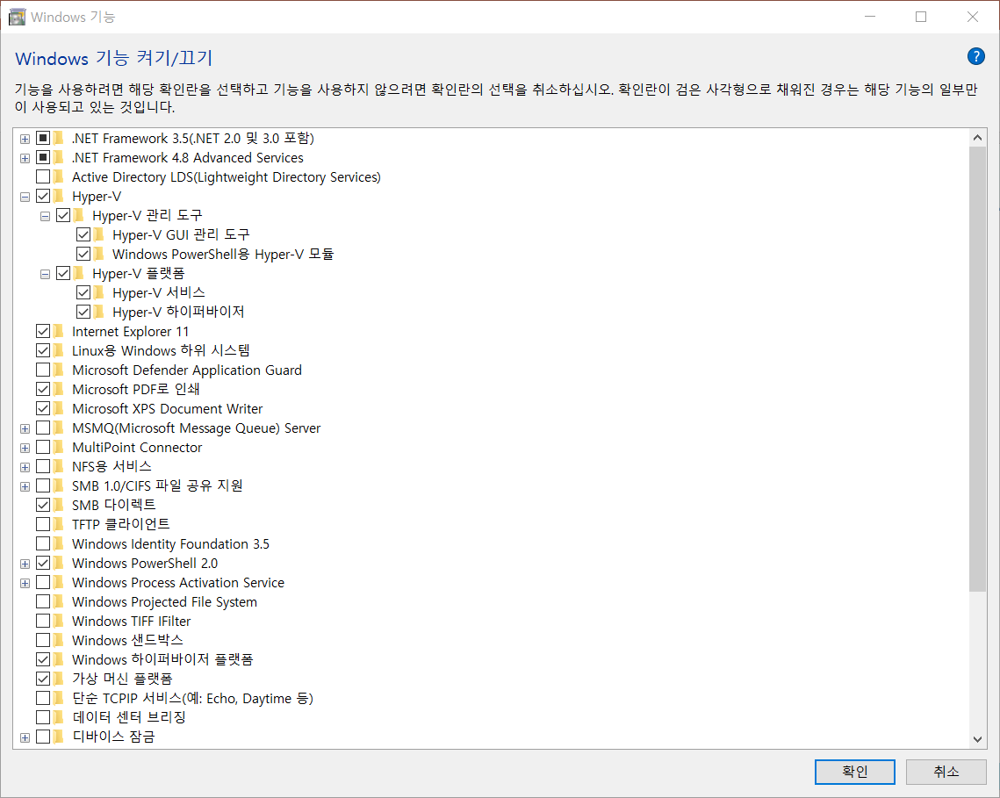 Windows 기능
Windows 기능 켜기/끄기
?
기능을 사용하려면 해당 확인란을 선택하고 기능을 사용하지 않으려면 확인란의 선택을 취소하십시오. 확인란이 검은 사각형으로 채워진 경우는 해당 기능의 일부만
이 사용되고 있는 것입니다.
.NET Framework 3.5(.NET 2.0 및 3.0 포함)
.NET Framework 4.8 Advanced Services
Active Directory LDS(Lightweight Directory Services)
Hyper-V
Hyper-V 관리 도구
Hyper-V GUI 관리 도구
Windows PowerShell용 Hyper-V 모듈
Hyper-V 플랫폼
Hyper-V 서비스
Hyper-V 하이퍼바이저
Internet Explorer 11
Linux용 Windows 하위 시스템
Microsoft Defender Application Guard
Microsoft PDF로 인쇄
Microsoft XPS Document Writer
MSMQ(Microsoft Message Queue) Server
MultiPoint Connector
NFS용 서비스
SMB 1.0/CIFS 파일 공유 지원
SMB 다이렉트
TFTP 클라이언트
Windows Identity Foundation 3.5
Windows PowerShell 2.0
Windows Process Activation Service
Windows Projected File System
Windows TIFF IFilter
Windows 샌드박스
Windows 하이퍼바이저 플랫폼
가상 머신 플랫폼
단순 TCPIP 서비스(예: Echo, Daytime 등)
데이터 센터 브리징
디바이스 잠금
확인
취소